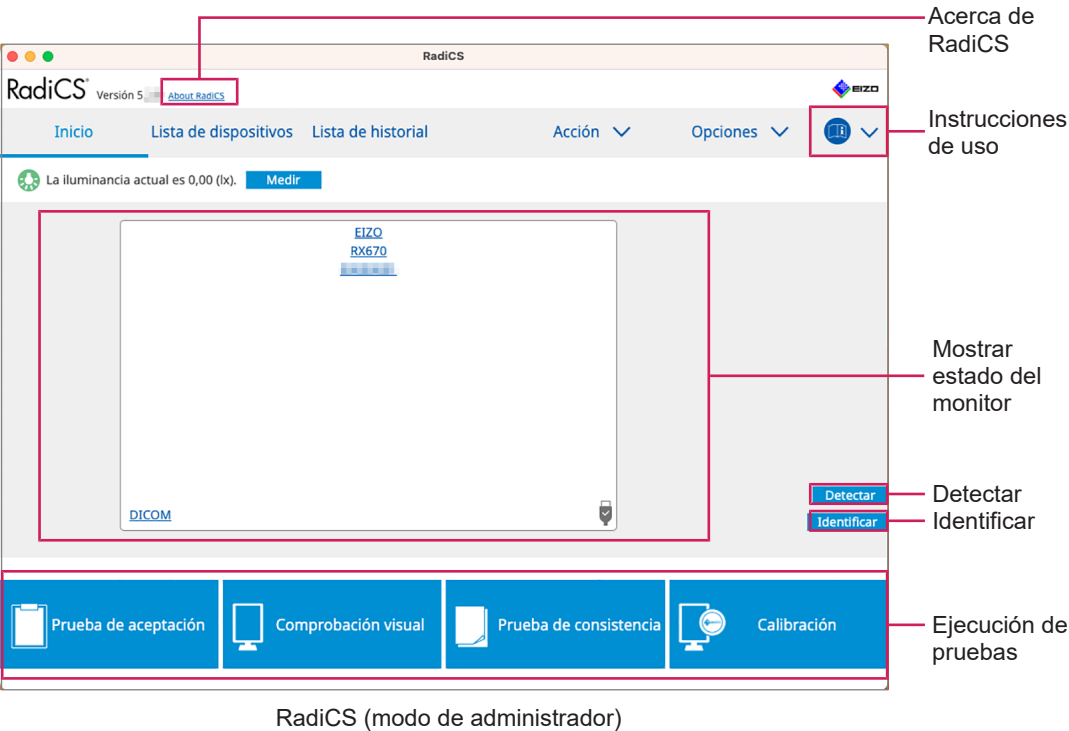 Acerca de
RadiCS
RadiCS
RadiCS® Versión 5 About RadiCS
EIZO
Instrucciones
de uso
Inicio Lista de dispositivos Lista de historial Acción Opciones
La iluminancia actual es 0,00 (lx). Medir
EIZO
RX670
Mostrar
estado del
monitor
Detectar Detectar
Identificar Identificar
DICOM
Prueba de aceptación Comprobación visual Prueba de consistencia Calibración
Ejecución de
pruebas
RadiCS (modo de administrador)